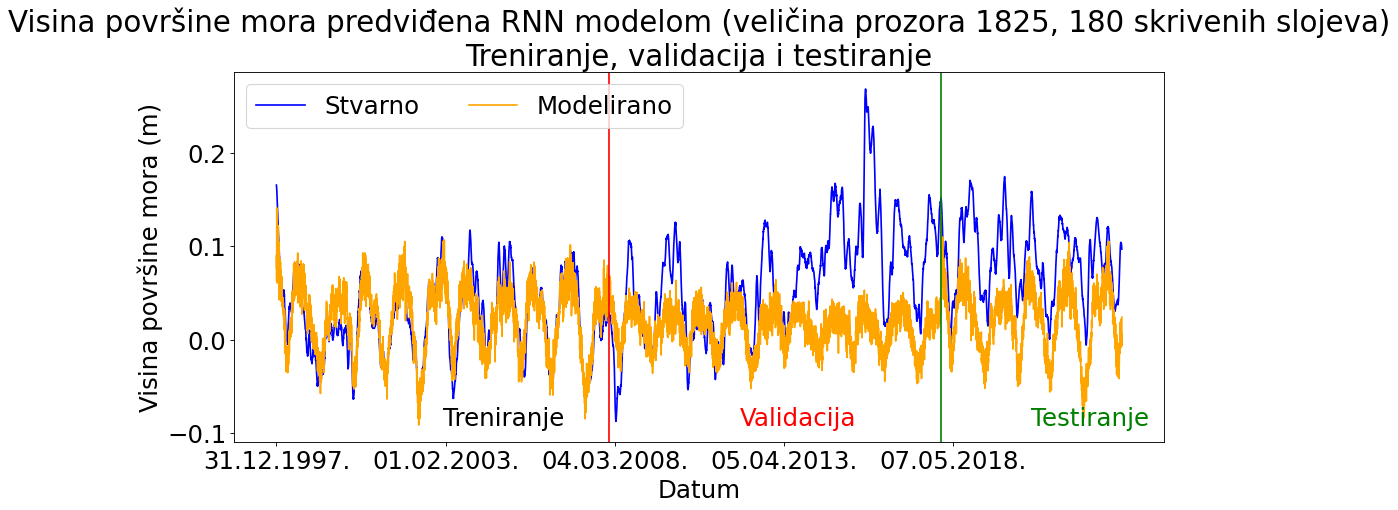 Visina površine mora predviđena RNN modelom (veličina prozora 1825, 180 skrivenih slojeva)
Treniranje, validacija i testiranje
Stvarno
Modelirano
Visina površine mora (m)
0.2
0.1
0.0
−0.1
Treniranje
Validacija
Testiranje
31.12.1997.
01.02.2003.
04.03.2008.
05.04.2013.
07.05.2018.
Datum